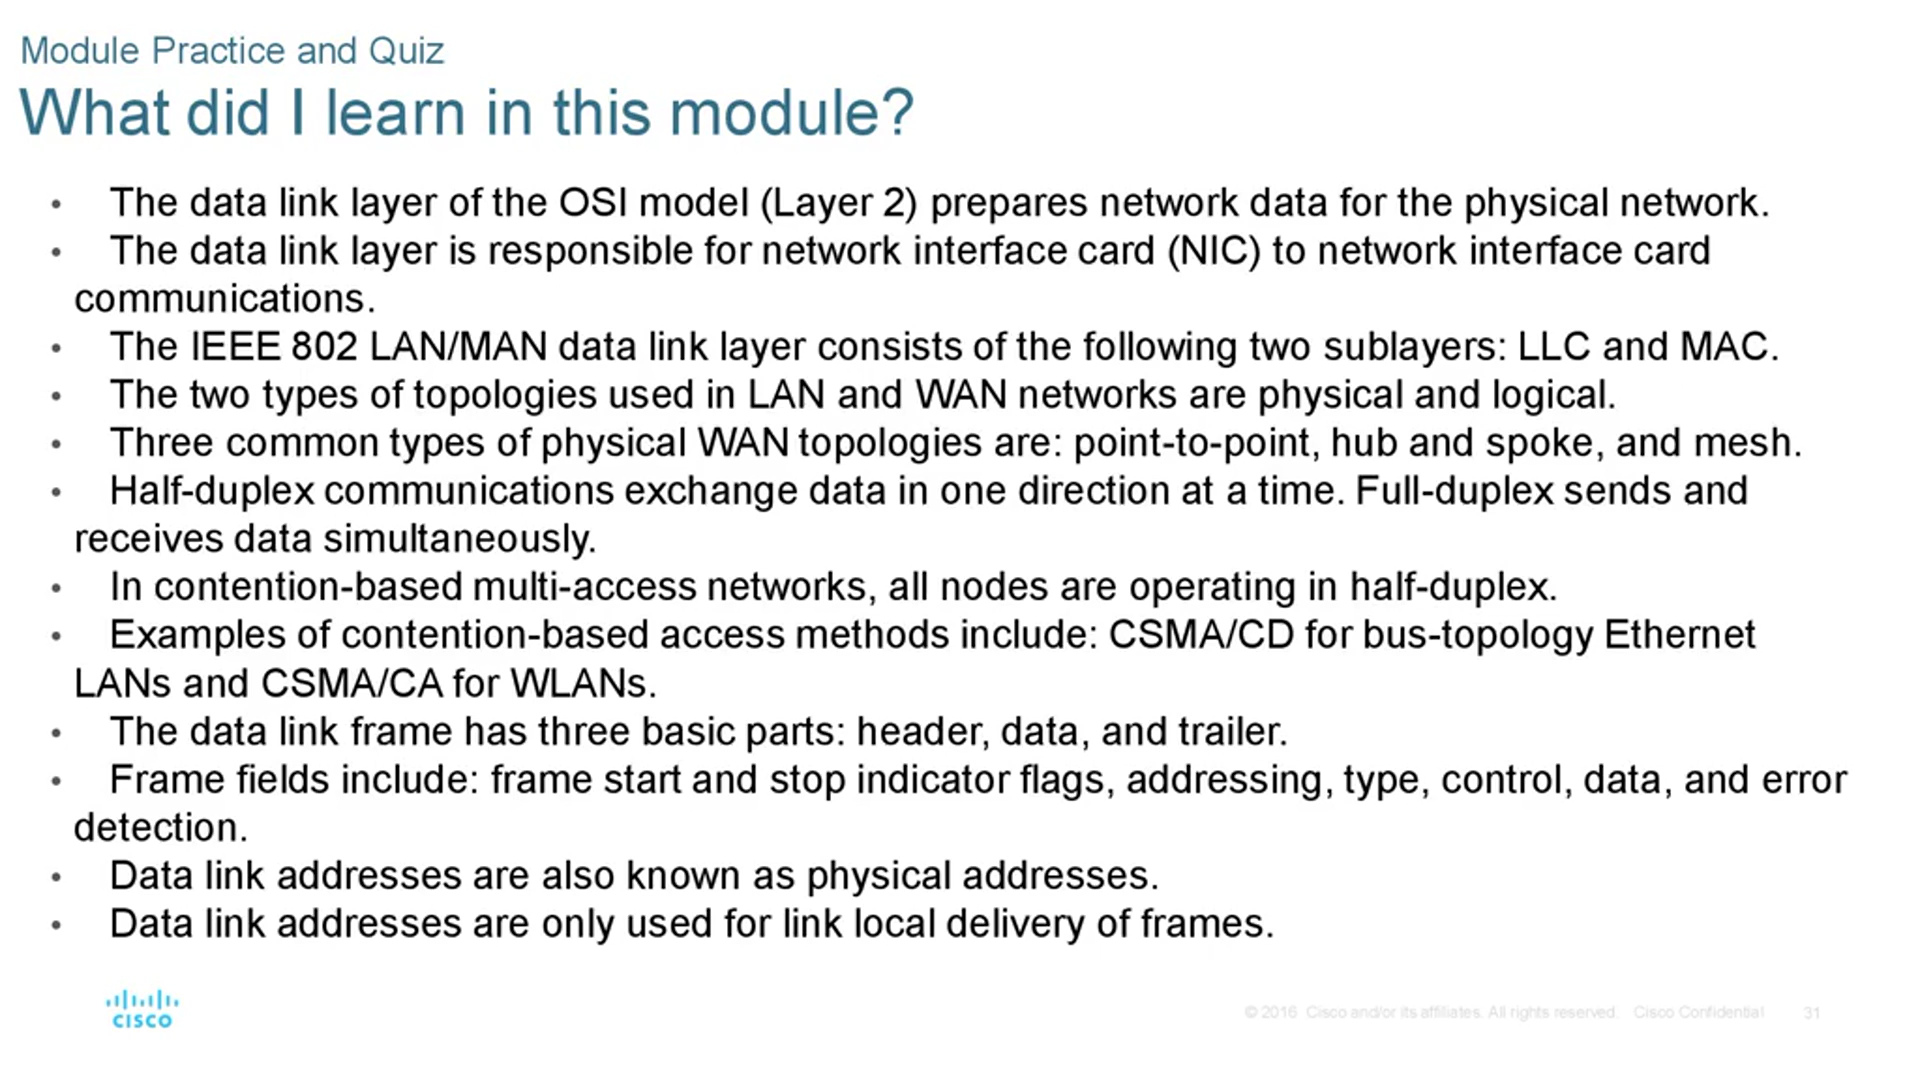 Module Practice and Quiz
What did I learn in this module?
• The data link layer of the OSI model (Layer 2) prepares network data for the physical network.
• The data link layer is responsible for network interface card (NIC) to network interface card
communications.
• The IEEE 802 LAN/MAN data link layer consists of the following two sublayers: LLC and MAC.
• The two types of topologies used in LAN and WAN networks are physical and logical.
• Three common types of physical WAN topologies are: point-to-point, hub and spoke, and mesh.
• Half-duplex communications exchange data in one direction at a time. Full-duplex sends and
receives data simultaneously.
• In contention-based multi-access networks, all nodes are operating in half-duplex.
• Examples of contention-based access methods include: CSMA/CD for bus-topology Ethernet
LANs and CSMA/CA for WLANs.
• The data link frame has three basic parts: header, data, and trailer.
• Frame fields include: frame start and stop indicator flags, addressing, type, control, data, and error
detection.
• Data link addresses are also known as physical addresses.
• Data link addresses are only used for link local delivery of frames.
CISCO
© 2016 Cisco and/or its affiliates. All rights reserved. Cisco Confidential 31